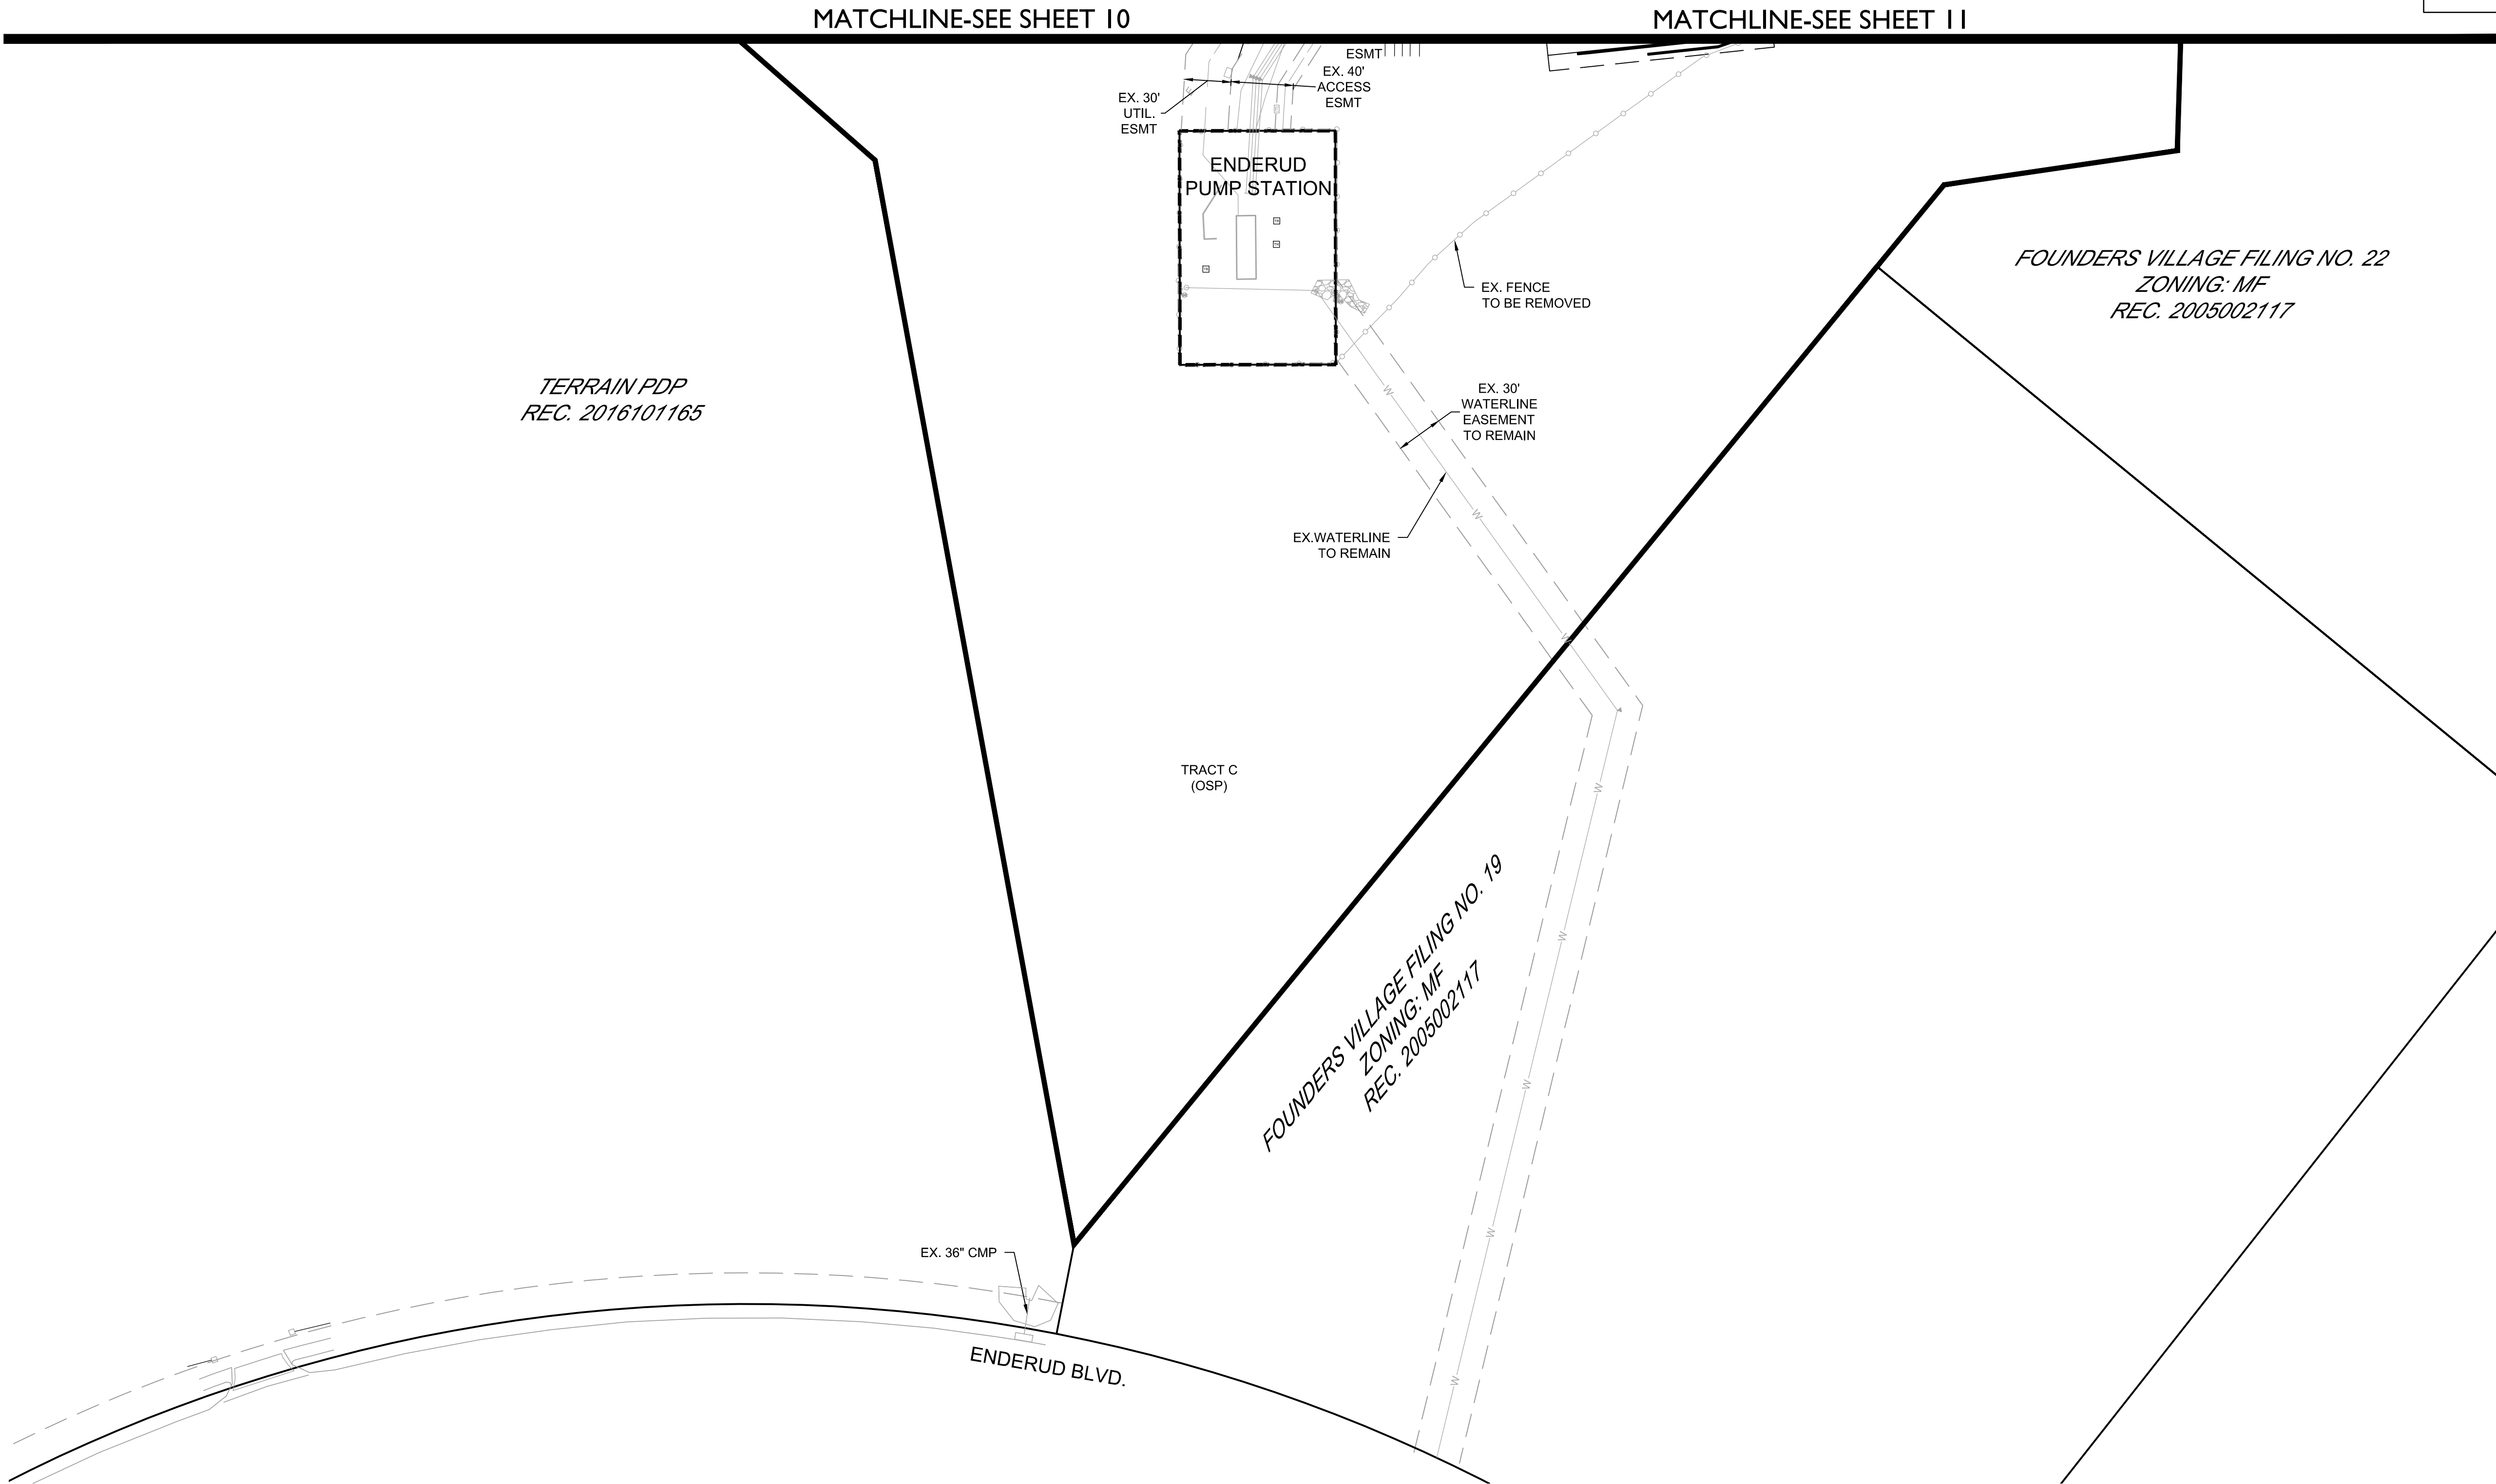 MATCHLINE-SEE SHEET 10
MATCHLINE-SEE SHEET 11
ESMT
EX. 40'
ACCESS
ESMT
EX. 30'
UTIL.
ESMT
ENDERUD
PUMP STATION
EX. FENCE
TO BE REMOVED
FOUNDERS VILLAGE FILING NO. 22
ZONING: MF
REC. 2005002117
TERRAIN PDP
REC. 2016101165
EX. 30'
WATERLINE
EASEMENT
TO REMAIN
W
W
EX.WATERLINE
TO REMAIN
W
TRACT C
(OSP)
W
FOUNDERS VILLAGE FILING NO. 19
ZONING: MF
REC. 2005002117
W
W
W
W
EX. 36" CMP
ENDERUD BLVD.